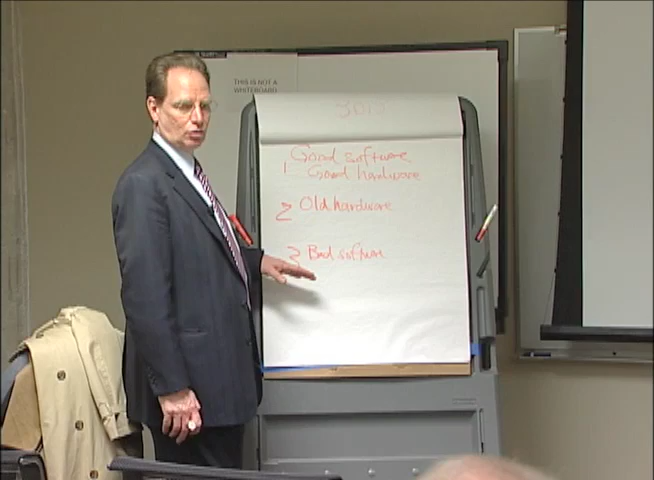 THIS IS NOT A
WHITEBOARD
1 Good software
Good hardware
2 Old hardware
3 Bad software